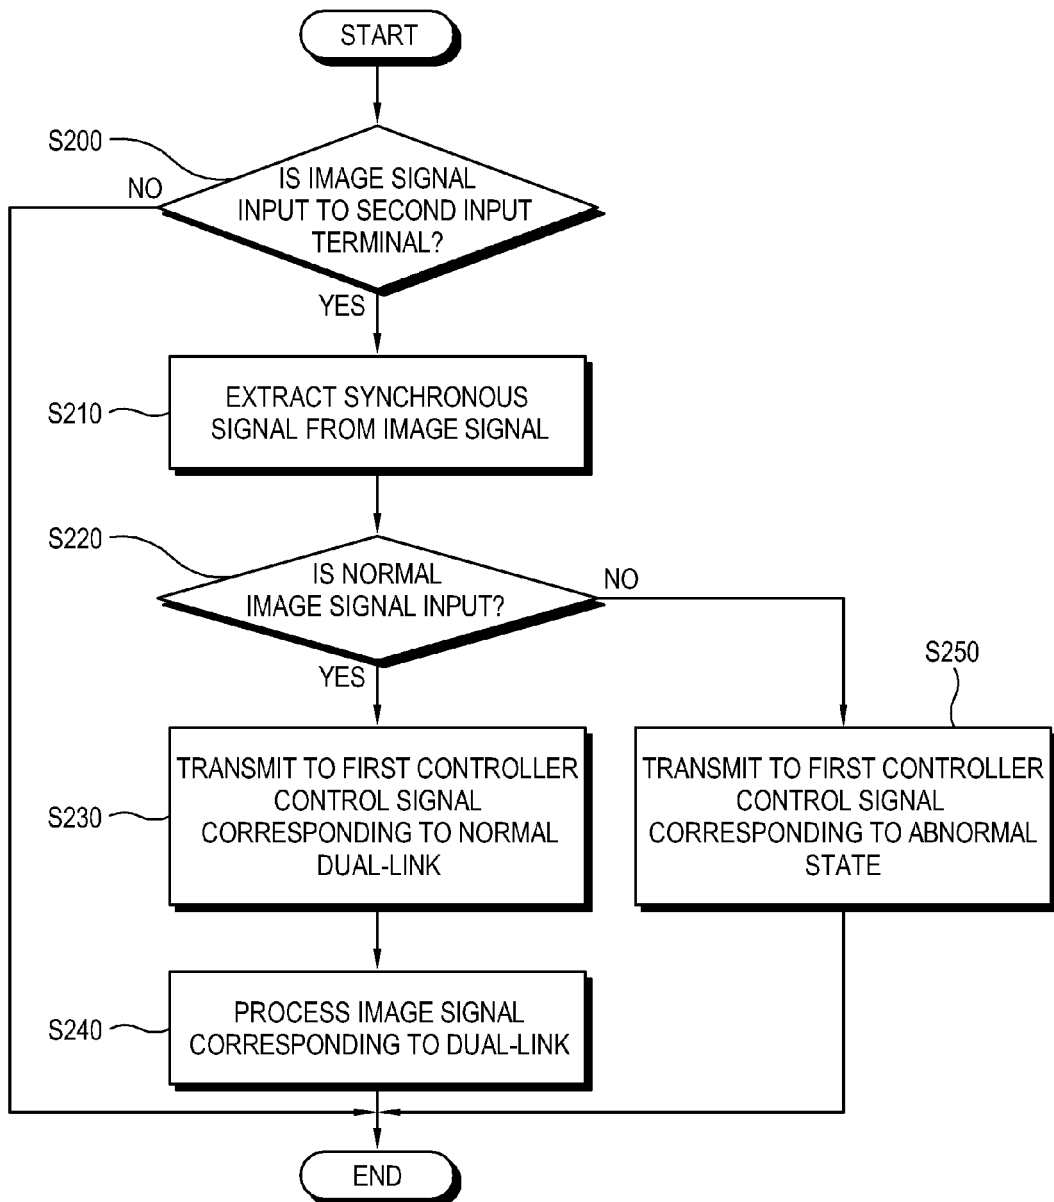 START
S200
NO
IS IMAGE SIGNAL
INPUT TO SECOND INPUT
TERMINAL?
YES
S210
EXTRACT SYNCHRONOUS
SIGNAL FROM IMAGE SIGNAL
S220
IS NORMAL
IMAGE SIGNAL INPUT?
NO
YES
S250
S230
TRANSMIT TO FIRST CONTROLLER
CONTROL SIGNAL
CORRESPONDING TO NORMAL
DUAL-LINK
TRANSMIT TO FIRST CONTROLLER
CONTROL SIGNAL
CORRESPONDING TO ABNORMAL
STATE
S240
PROCESS IMAGE SIGNAL
CORRESPONDING TO DUAL-LINK
END